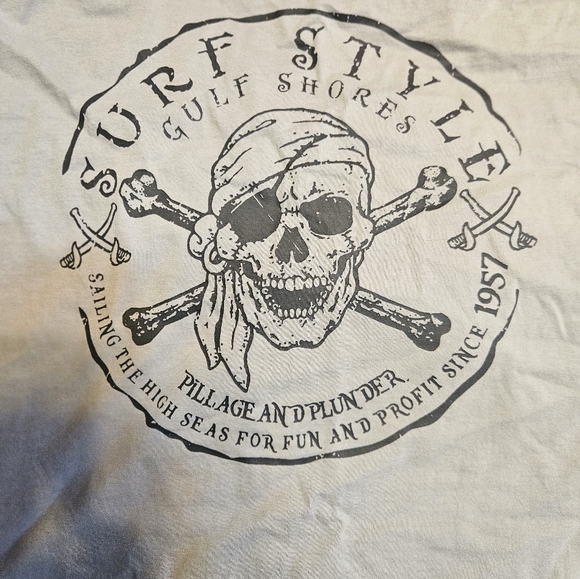 SURF STYLE
GULF SHORES
PILLAGE AND PLUNDER
SAILING THE HIGH SEAS FOR FUN AND PROFIT SINCE 1957